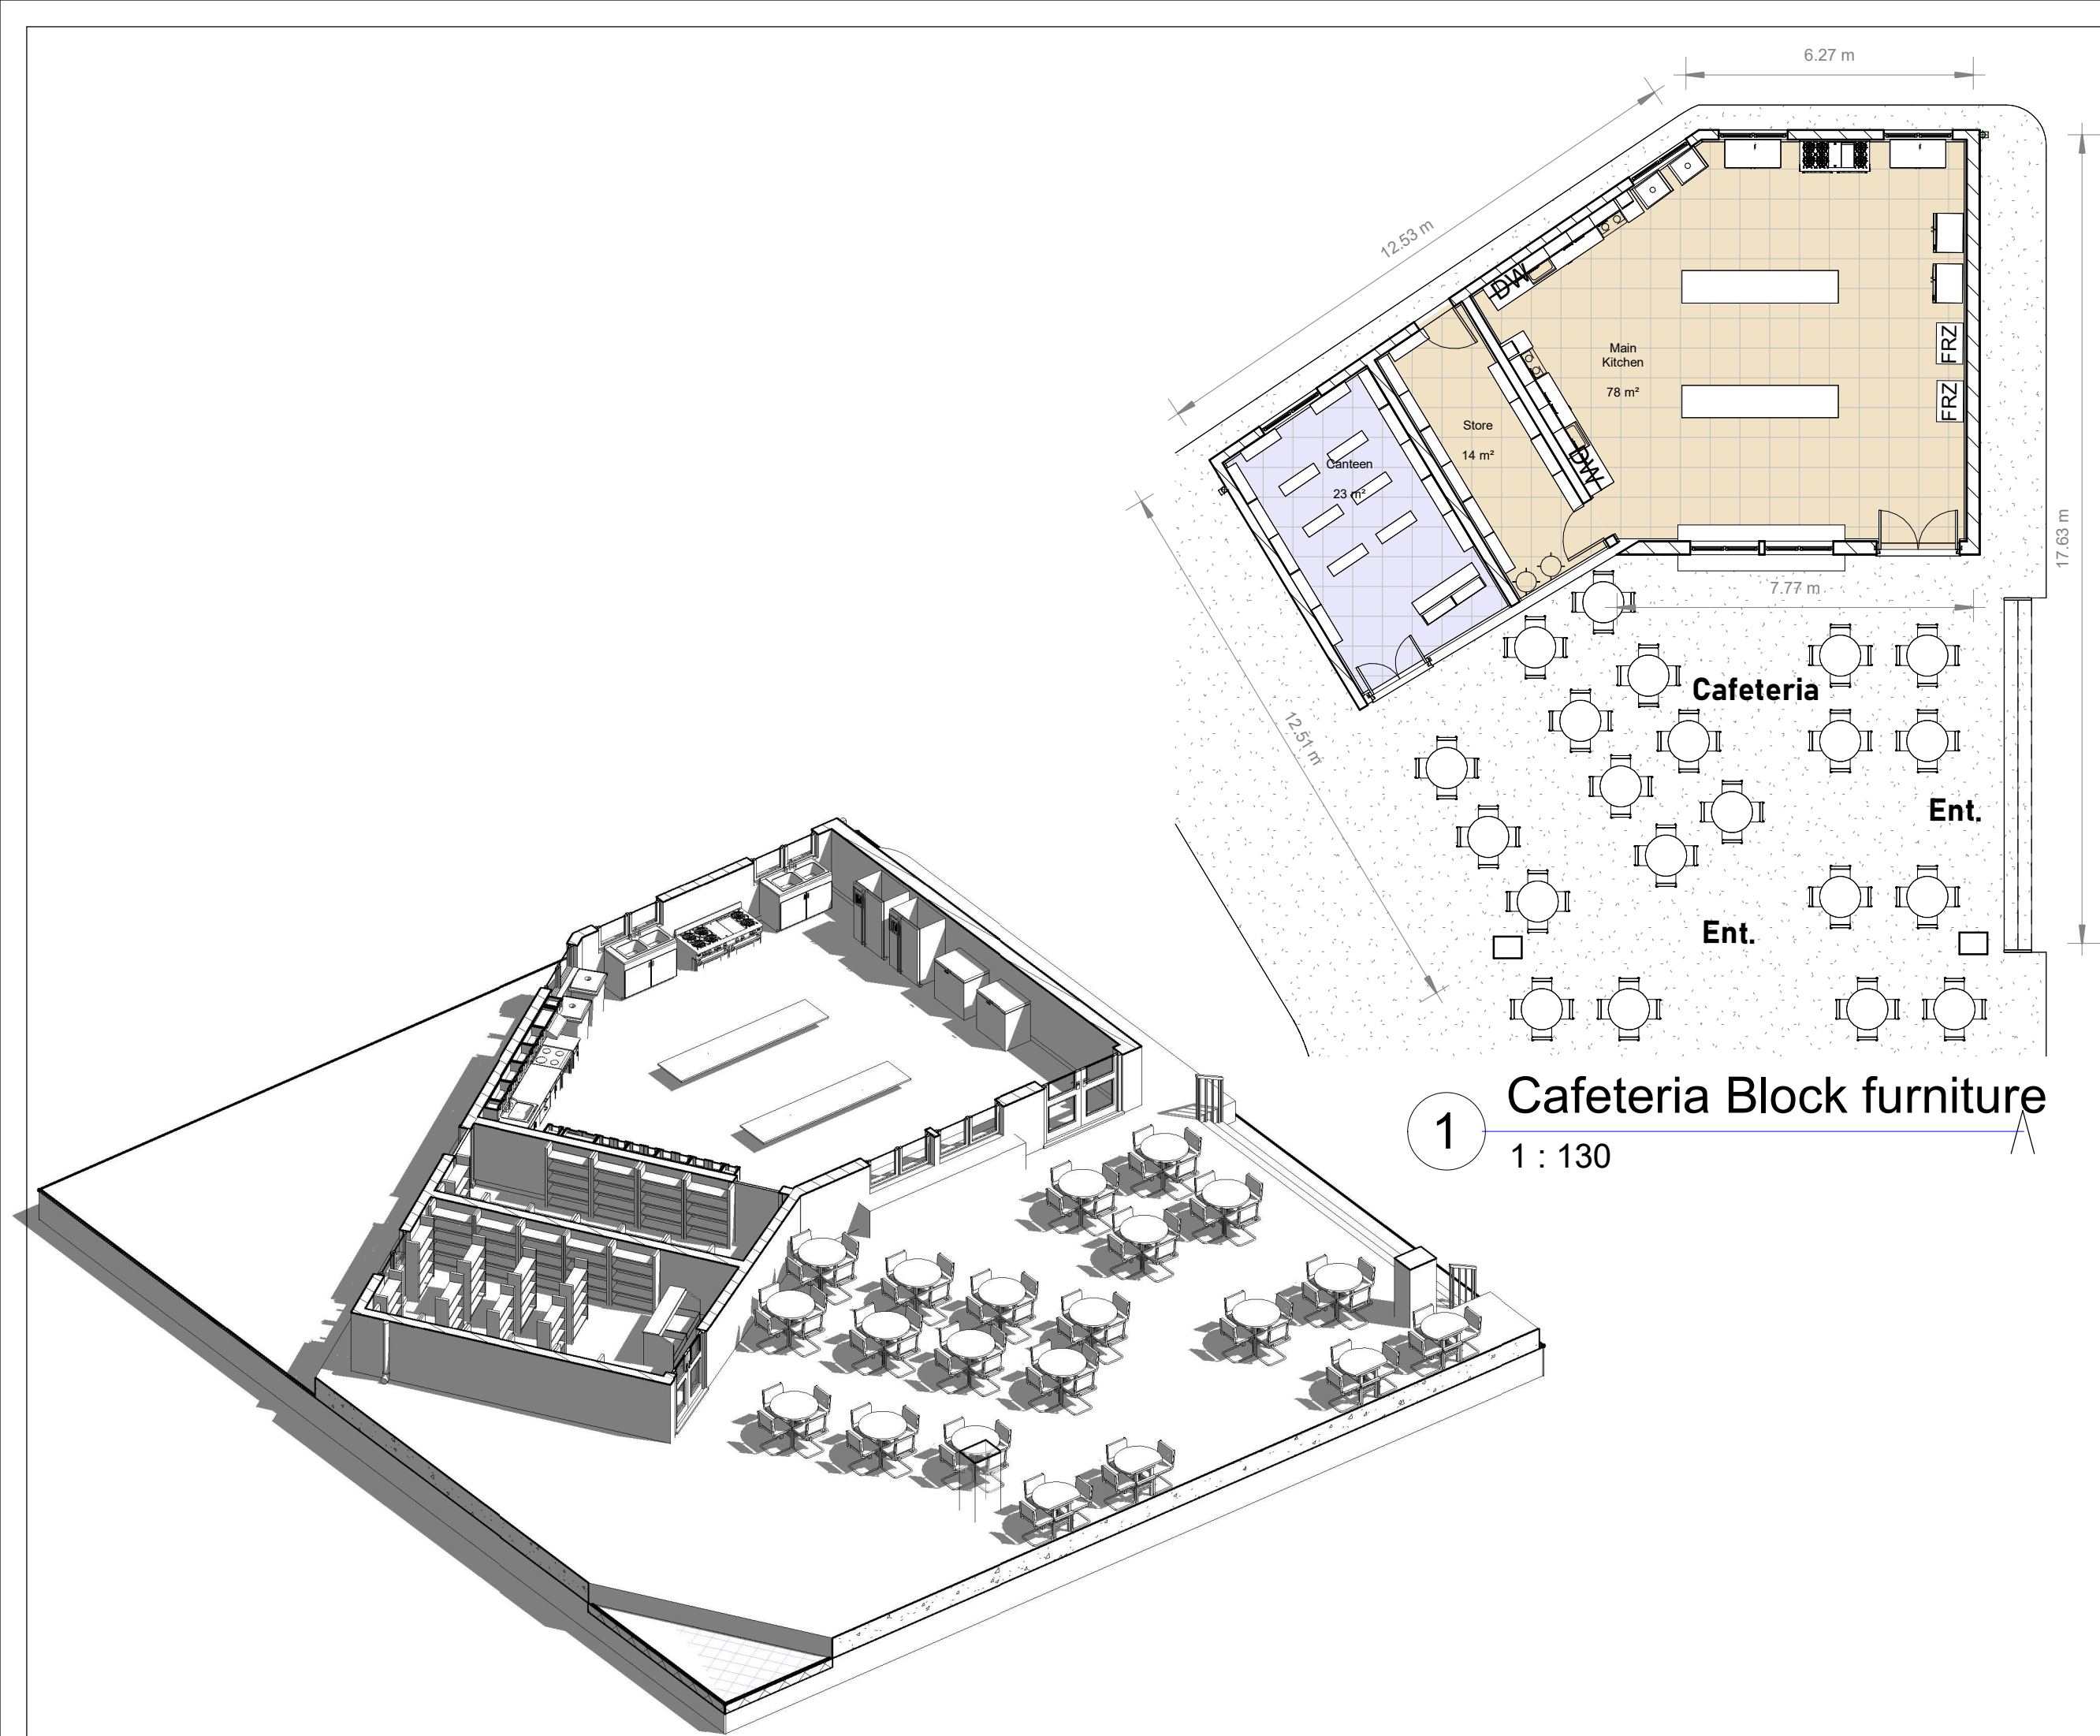 6.27 m
12.53 m
DW
FRZ
Main
Kitchen
78 m²
FRZ
Store
14 m²
DW
Canteen
23 m²
17.63 m
7.77 m
Cafeteria
12.51 m
Ent.
Ent.
1
Cafeteria Block furniture
1 : 130